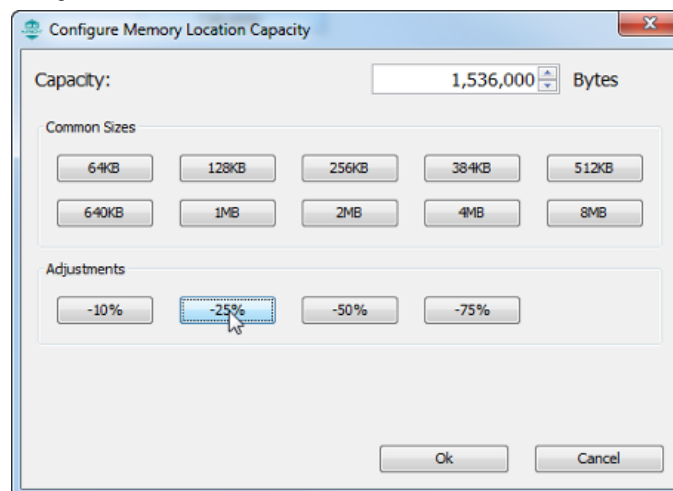 Configure Memory Location Capacity
Capacity: 1,536,000 Bytes
Common Sizes
64KB 128KB 256KB 384KB 512KB
640KB 1MB 2MB 4MB 8MB
Adjustments
-10% -25% -50% -75%
Ok Cancel